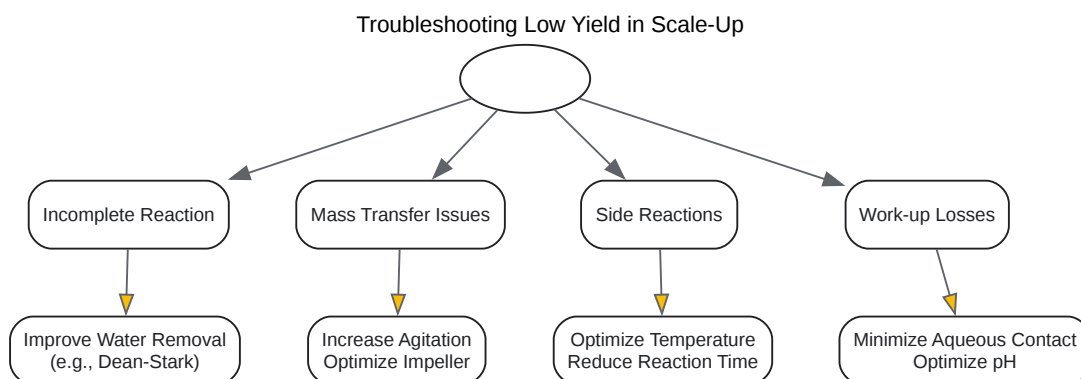 Troubleshooting Low Yield in Scale-Up
Incomplete Reaction
Mass Transfer Issues
Side Reactions
Work-up Losses
Improve Water Removal
(e.g., Dean-Stark)
Increase Agitation
Optimize Impeller
Optimize Temperature
Reduce Reaction Time
Minimize Aqueous Contact
Optimize pH